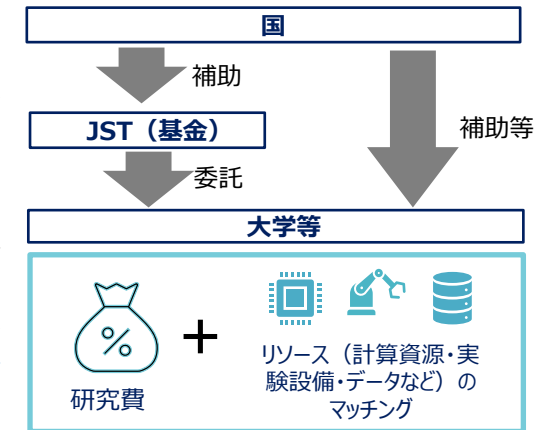 国
補助
JST（基金）
補助等
委託
大学等
%
+
研究費
リソース（計算資源・実
験設備・データなど）の
マッチング